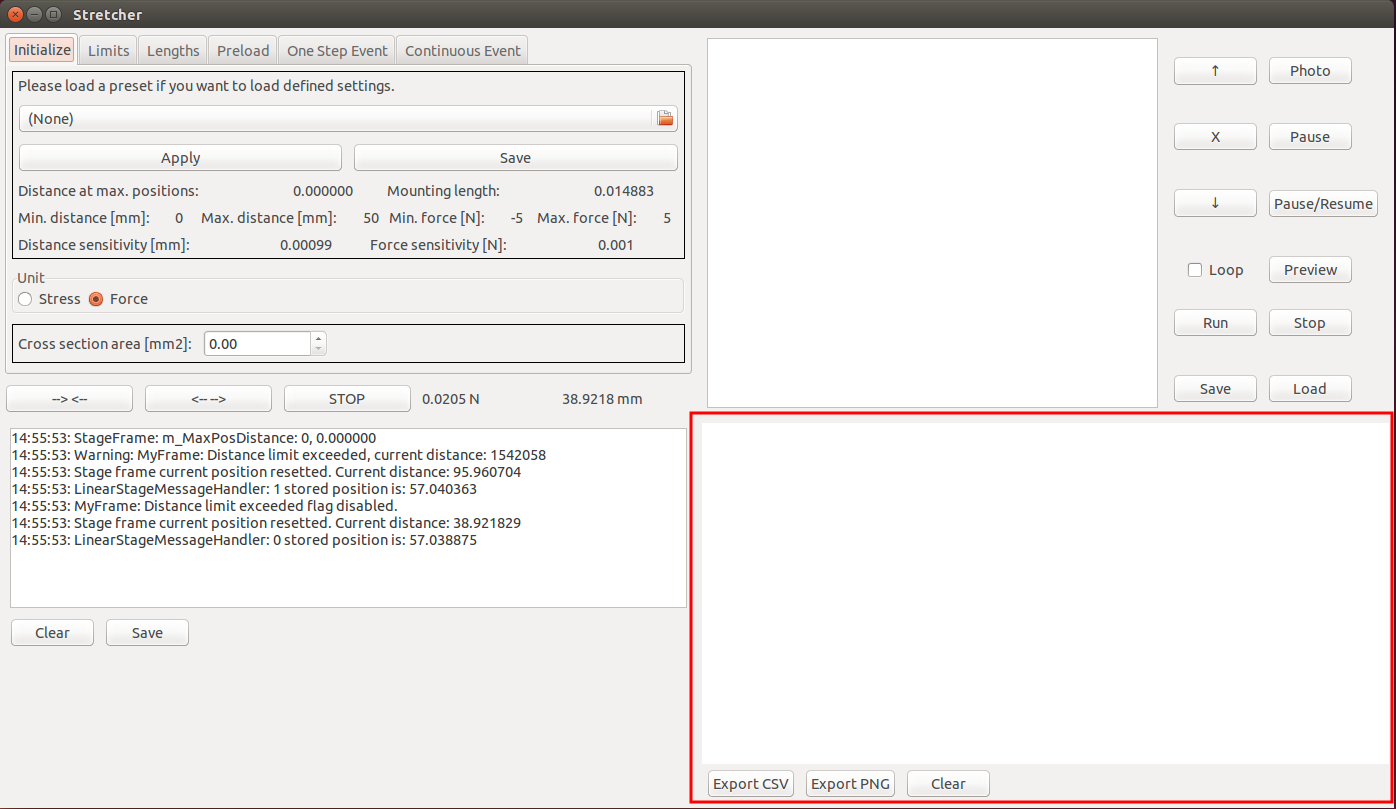 Stretcher
Initialize Limits Lengths Preload One Step Event Continuous Event
Please load a preset if you want to load defined settings.
(None)
Apply Save
Distance at max. positions: 0.000000 Mounting length: 0.014883
Min. distance [mm]: 0 Max. distance [mm]: 50 Min. force [N]: -5 Max. force [N]: 5
Distance sensitivity [mm]: 0.00099 Force sensitivity [N]: 0.001
Unit
Stress Force
Cross section area [mm2]: 0.00
--> <-- <-- --> STOP 0.0205 N 38.9218 mm
14:55:53: StageFrame: m_MaxPosDistance: 0, 0.000000
14:55:53: Warning: MyFrame: Distance limit exceeded, current distance: 1542058
14:55:53: Stage frame current position resetted. Current distance: 95.960704
14:55:53: LinearStageMessageHandler: 1 stored position is: 57.040363
14:55:53: MyFrame: Distance limit exceeded flag disabled.
14:55:53: Stage frame current position resetted. Current distance: 38.921829
14:55:53: LinearStageMessageHandler: 0 stored position is: 57.038875
Clear Save
↑ Photo
X Pause
↓ Pause/Resume
Loop Preview
Run Stop
Save Load
Export CSV Export PNG Clear